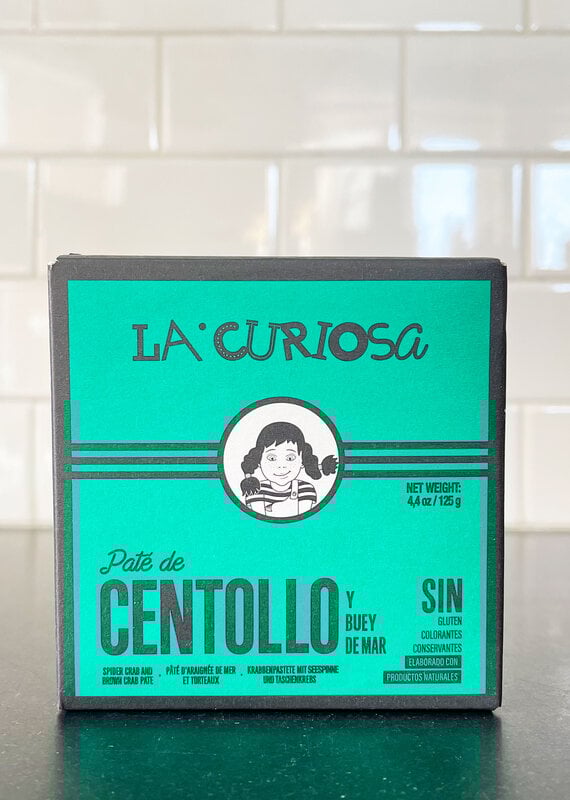 LA·CURIOSA
NET WEIGHT:
4,4 oz / 125 g
Paté de
CENTOLLO
Y
BUEY
DE MAR
SPIDER CRAB AND
BROWN CRAB PATE
PÂTÉ D'ARAIGNÉE DE MER
ET TORTEAUX
KRABBENPASTETE MIT SEESPINNE
UND TASCHENKREBS
SIN
GLUTEN
COLORANTES
CONSERVANTES
ELABORADO CON
PRODUCTOS NATURALES